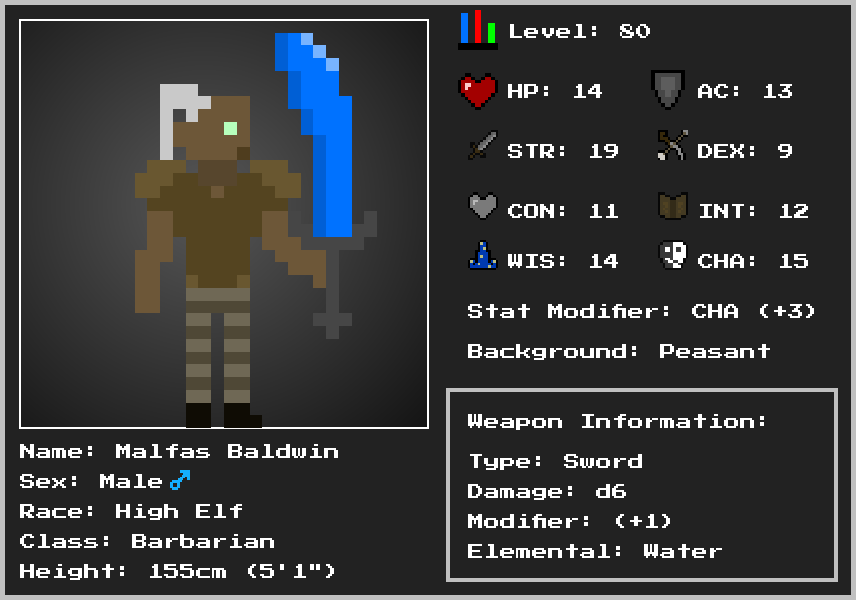 Level: 80
HP: 14 AC: 13
STR: 19 DEX: 9
CON: 11 INT: 12
WIS: 14 CHA: 15
Stat Modifier: CHA (+3)
Background: Peasant
Weapon Information:
Type: Sword
Damage: d6
Modifier: (+1)
Elemental: Water
Name: Malfas Baldwin
Sex: Male ♂
Race: High Elf
Class: Barbarian
Height: 155cm (5'1")